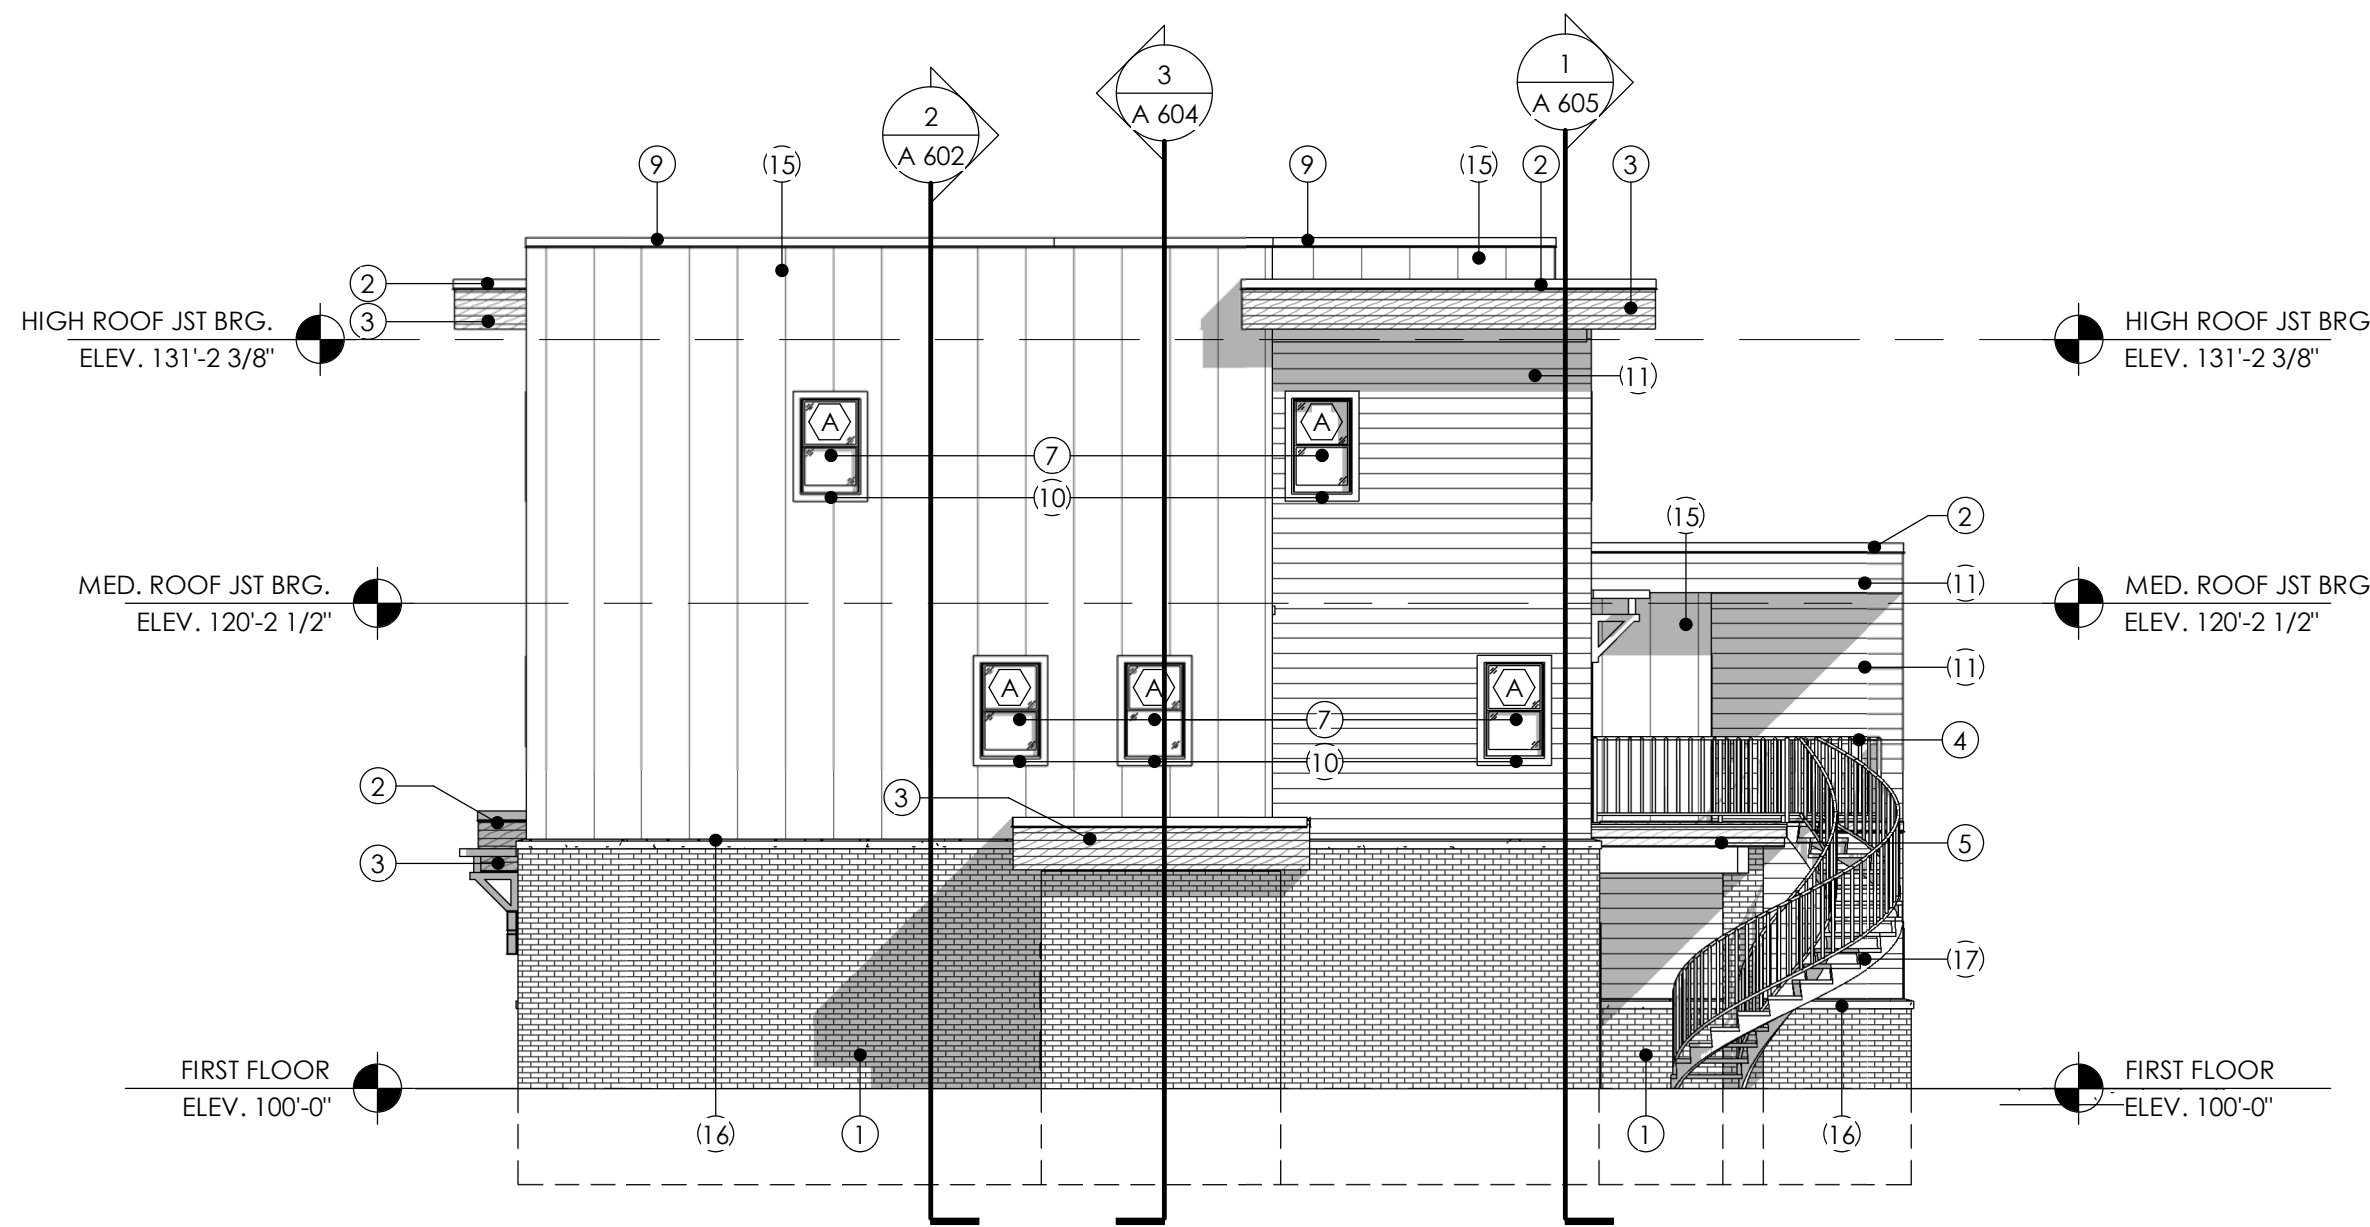 1
A 605
3
A 604
2
A 602
9
(15)
9
(15)
2
3
2
3
HIGH ROOF JST BRG.
ELEV. 131'-2 3/8"
HIGH ROOF JST BRG
ELEV. 131'-2 3/8"
(11)
A
A
7
(10)
(15)
2
MED. ROOF JST BRG.
ELEV. 120'-2 1/2"
(11)
MED. ROOF JST BRG
ELEV. 120'-2 1/2"
(11)
A
A
A
7
(10)
4
2
3
3
5
(17)
FIRST FLOOR
ELEV. 100'-0"
FIRST FLOOR
ELEV. 100'-0"
(16)
1
1
(16)